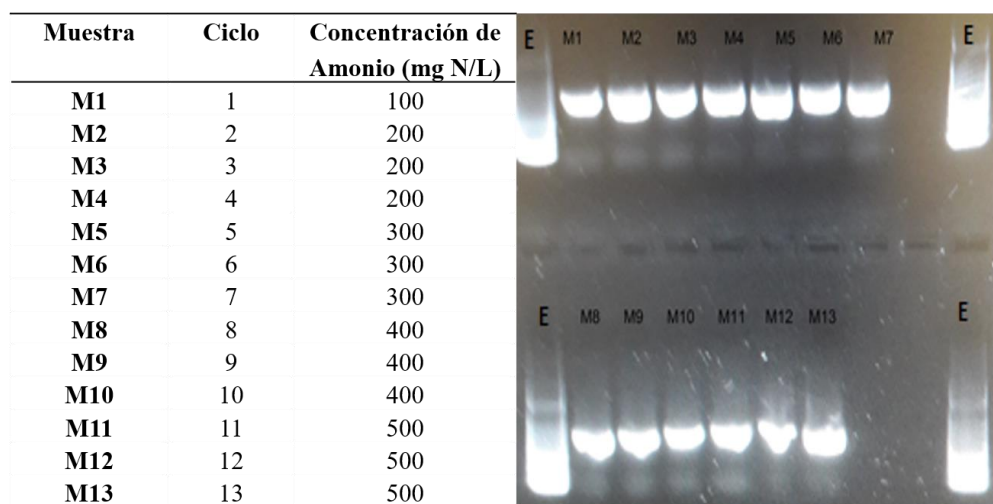 Muestra Ciclo Concentración de
Amonio (mg N/L)
M1 1 100
M2 2 200
M3 3 200
M4 4 200
M5 5 300
M6 6 300
M7 7 300
M8 8 400
M9 9 400
M10 10 400
M11 11 500
M12 12 500
M13 13 500
E M1 M2 M3 M4 M5 M6 M7 E
E M8 M9 M10 M11 M12 M13 E